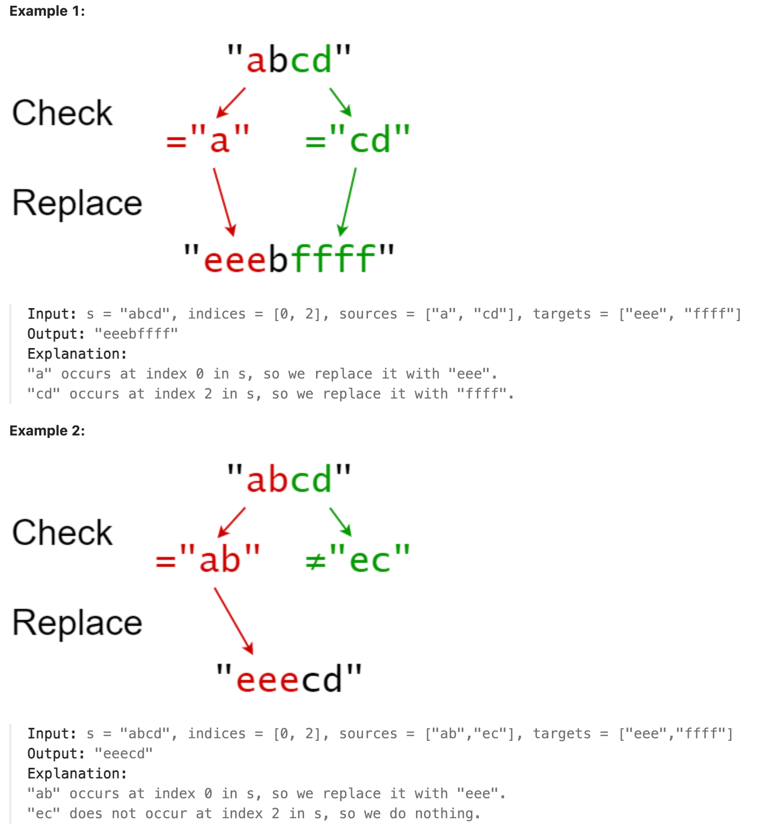 Example 1:
"abcd"
Check
="a" ="cd"
Replace
"eeebffff"
Input: s = "abcd", indices = [0, 2], sources = ["a", "cd"], targets = ["eee", "ffff"]
Output: "eeebffff"
Explanation:
"a" occurs at index 0 in s, so we replace it with "eee".
"cd" occurs at index 2 in s, so we replace it with "ffff".
Example 2:
"abcd"
Check
="ab" ≠"ec"
Replace
"eeecd"
Input: s = "abcd", indices = [0, 2], sources = ["ab","ec"], targets = ["eee","ffff"]
Output: "eeecd"
Explanation:
"ab" occurs at index 0 in s, so we replace it with "eee".
"ec" does not occur at index 2 in s, so we do nothing.